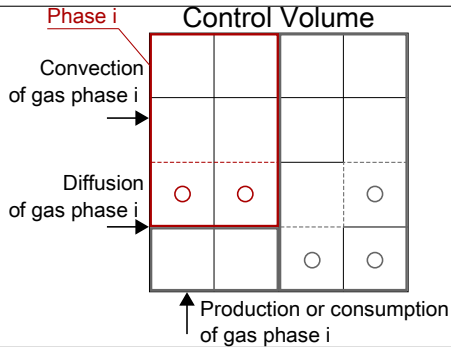 Phase i
Control Volume
Convection
of gas phase i
Diffusion
of gas phase i
Production or consumption
of gas phase i